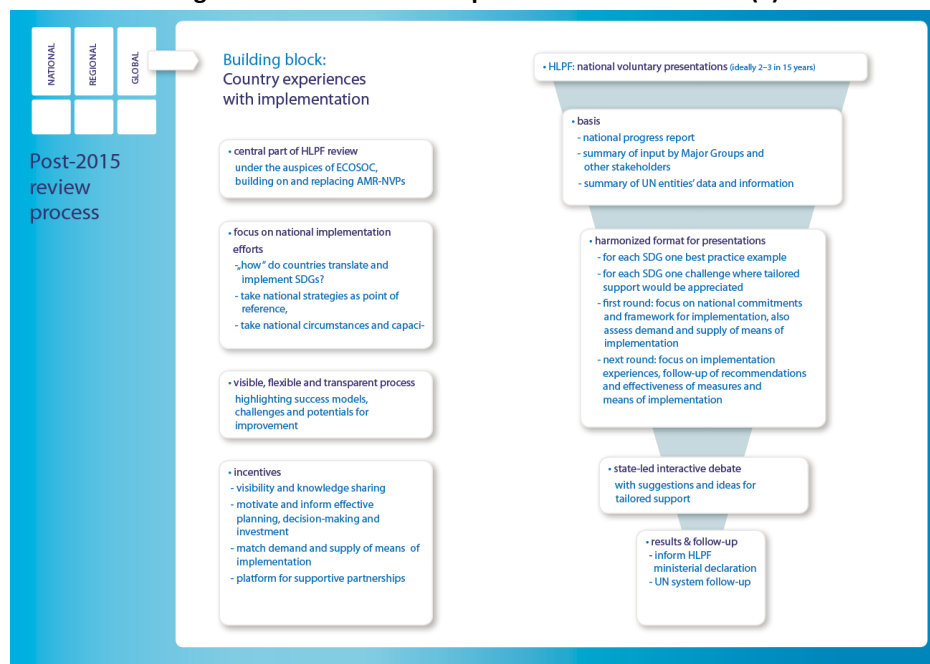 NATIONAL
REGIONAL
GLOBAL
Post-2015
review
process
Building block:
Country experiences
with implementation
• central part of HLPF review
under the auspices of ECOSOC,
building on and replacing AMR-NVPs
• focus on national implementation
efforts
-„how“ do countries translate and
implement SDGs?
- take national strategies as point of
reference,
- take national circumstances and capaci-
• visible, flexible and transparent process
highlighting success models,
challenges and potentials for
improvement
• incentives
- visibility and knowledge sharing
- motivate and inform effective
planning, decision-making and
investment
- match demand and supply of means of
implementation
- platform for supportive partnerships
• HLPF: national voluntary presentations (ideally 2–3 in 15 years)
• basis
- national progress report
- summary of input by Major Groups and
other stakeholders
- summary of UN entities’ data and information
• harmonized format for presentations
- for each SDG one best practice example
- for each SDG one challenge where tailored
support would be appreciated
- first round: focus on national commitments
and framework for implementation, also
assess demand and supply of means of
implementation
- next round: focus on implementation
experiences, follow-up of recommendations
and effectiveness of measures and
means of implementation
• state-led interactive debate
with suggestions and ideas for
tailored support
• results & follow-up
- inform HLPF
ministerial declaration
- UN system follow-up